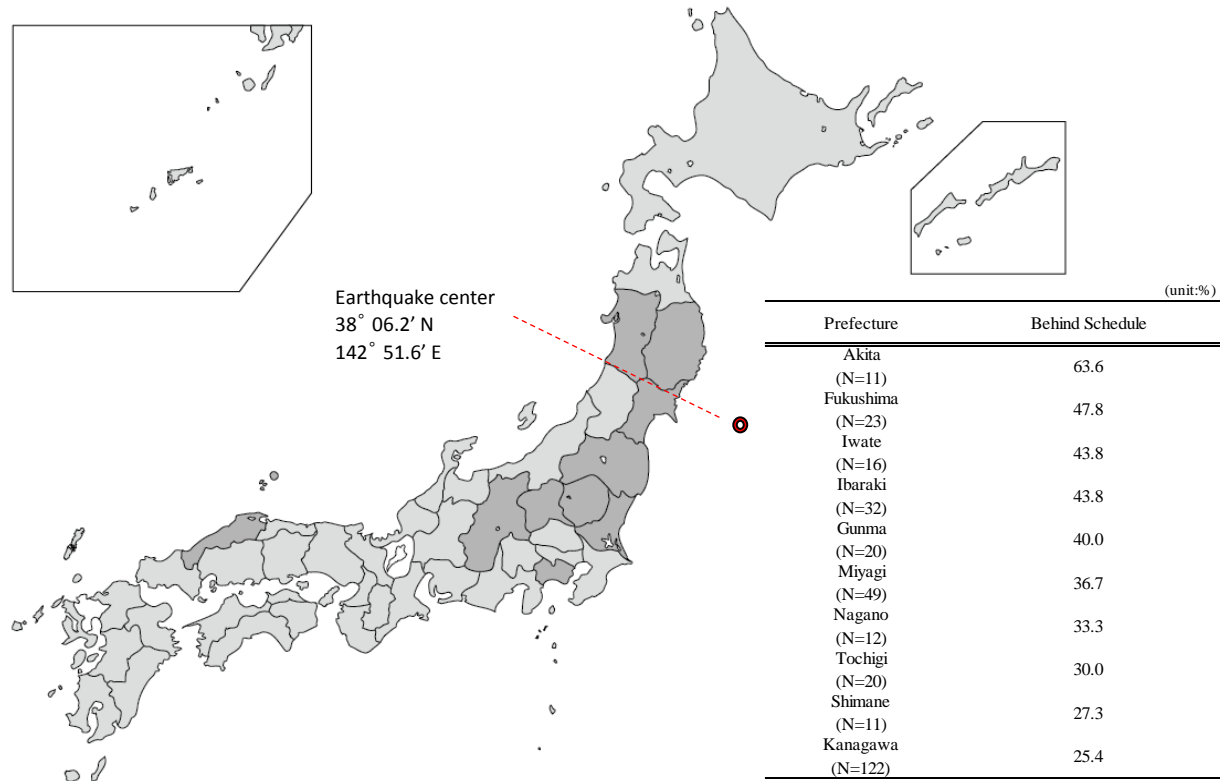 Earthquake center
38˚ 06.2’ N
142˚ 51.6’ E
(unit:%)
Prefecture Behind Schedule
Akita
(N=11) 63.6
Fukushima
(N=23) 47.8
Iwate
(N=16) 43.8
Ibaraki
(N=32) 43.8
Gunma
(N=20) 40.0
Miyagi
(N=49) 36.7
Nagano
(N=12) 33.3
Tochigi
(N=20) 30.0
Shimane
(N=11) 27.3
Kanagawa
(N=122) 25.4